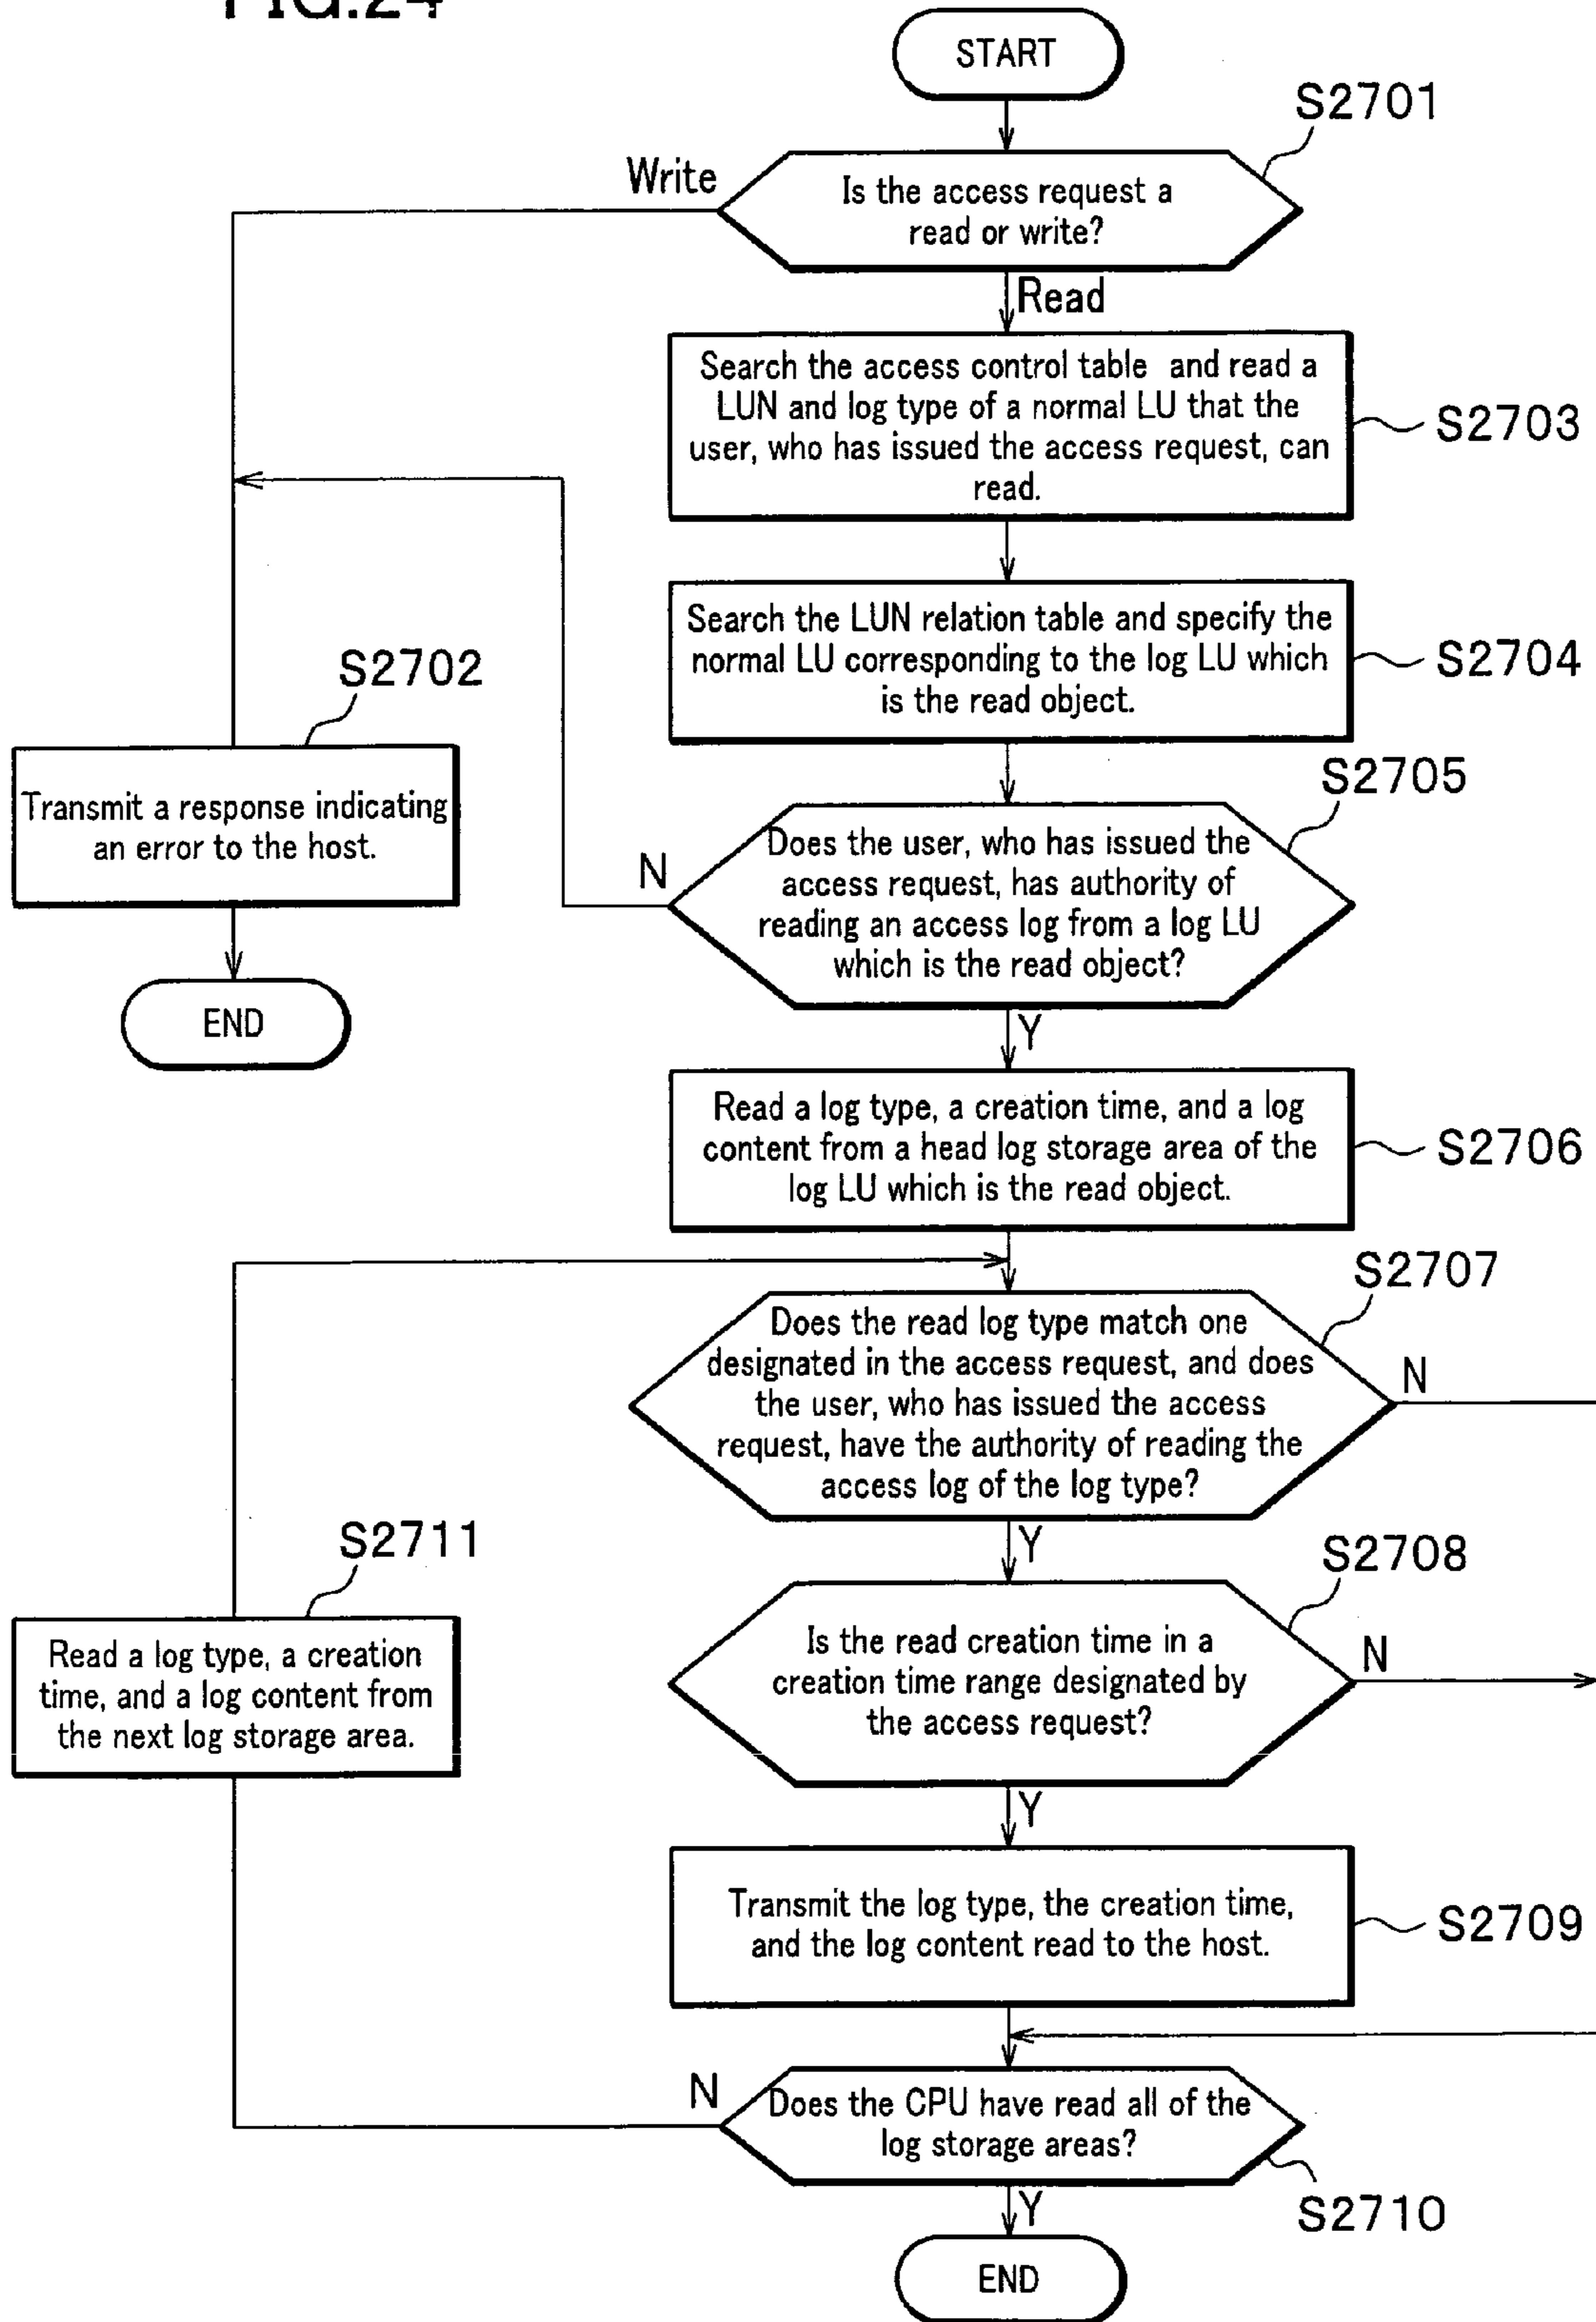 FIG.24
START
S2701
Write
Is the access request a
read or write?
Read
Search the access control table and read a
LUN and log type of a normal LU that the
user, who has issued the access request, can
read.
S2703
Search the LUN relation table and specify the
normal LU corresponding to the log LU which
is the read object.
S2704
S2702
Transmit a response indicating
an error to the host.
END
S2705
N
Does the user, who has issued the
access request, has authority of
reading an access log from a log LU
which is the read object?
Y
Read a log type, a creation time, and a log
content from a head log storage area of the
log LU which is the read object.
S2706
S2707
Does the read log type match one
designated in the access request, and does
the user, who has issued the access
request, have the authority of reading the
access log of the log type?
N
Y
S2711
Read a log type, a creation
time, and a log content from
the next log storage area.
S2708
Is the read creation time in a
creation time range designated by
the access request?
N
Y
Transmit the log type, the creation time,
and the log content read to the host.
S2709
N
Does the CPU have read all of the
log storage areas?
S2710
Y
END